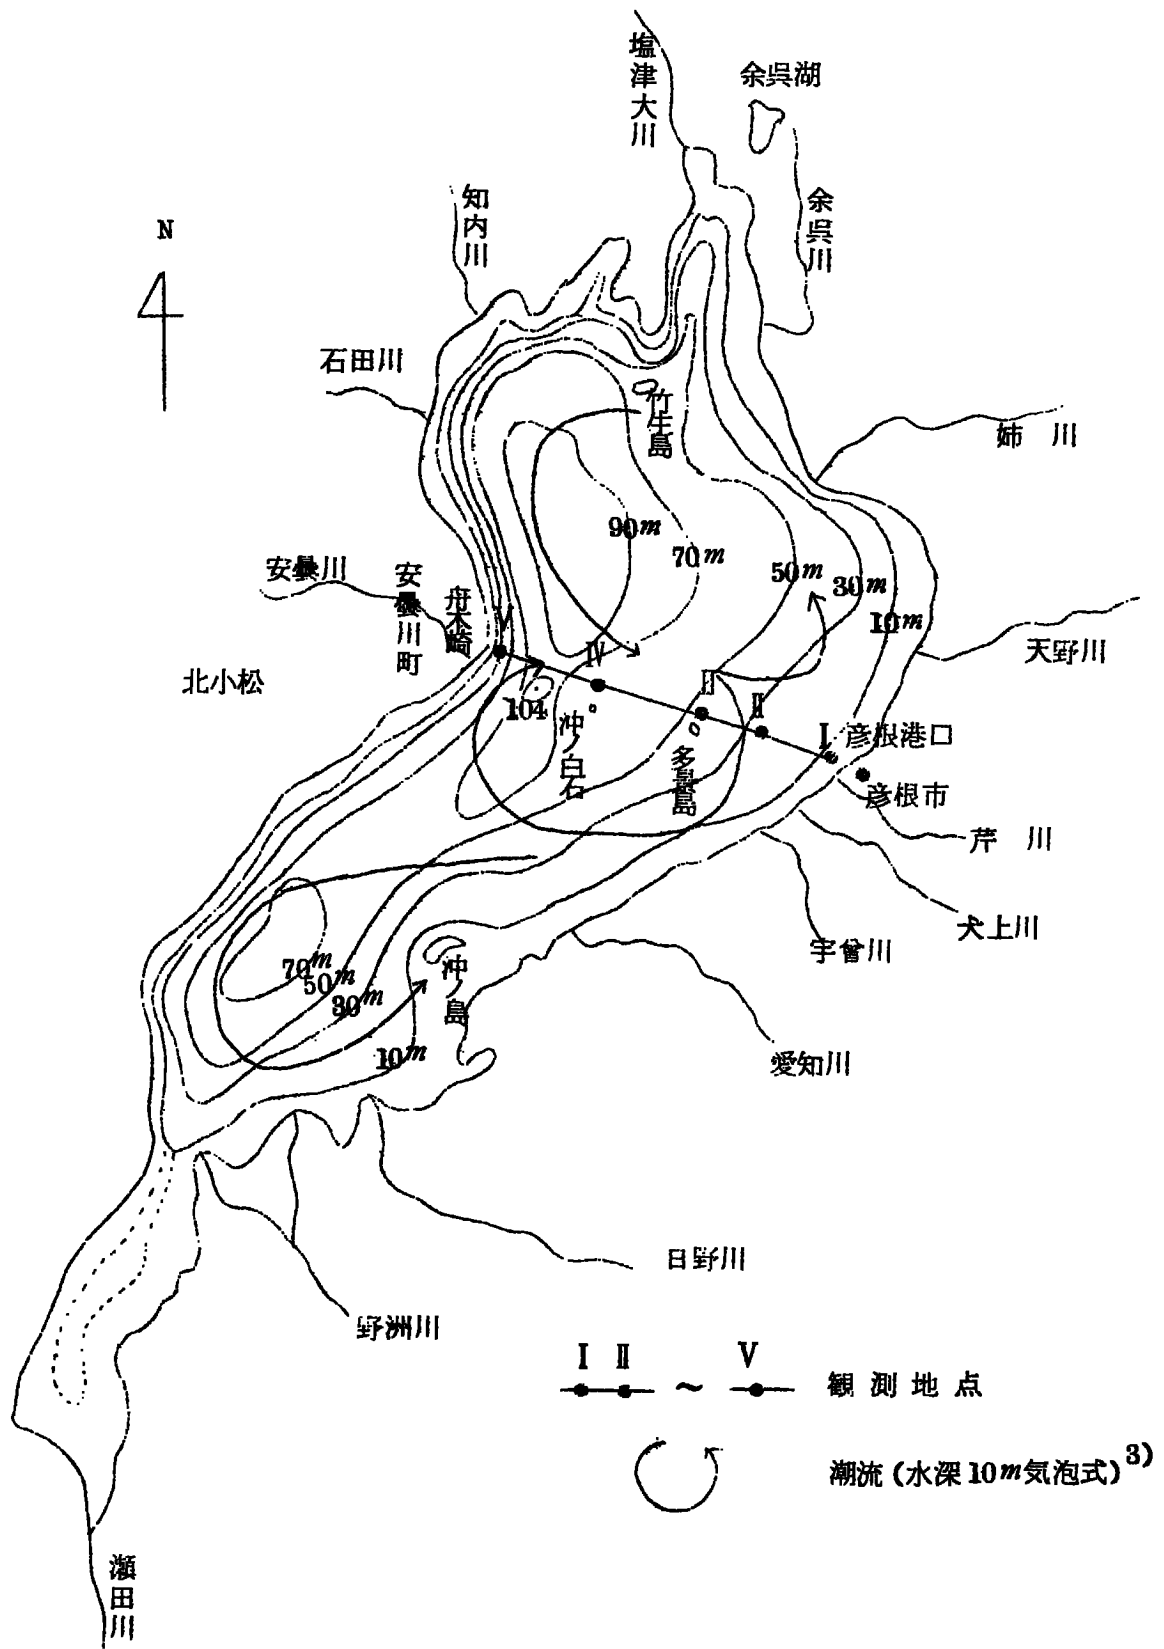 塩津大川
余呉湖
余呉川
知内川
N
石田川
竹生島
姉 川
90m
70m
50m
30m
10m
安曇川
安曇川町
舟木崎
V
IV
II
II
I
天野川
北小松
104
沖ノ白石
多景島
彦根港口
彦根市
芹 川
犬上川
宇曾川
愛知川
沖ノ島
70m
50m
30m
10m
日野川
野洲川
I II V
~
観測地点
潮流(水深10m気泡式)3)
瀬田川